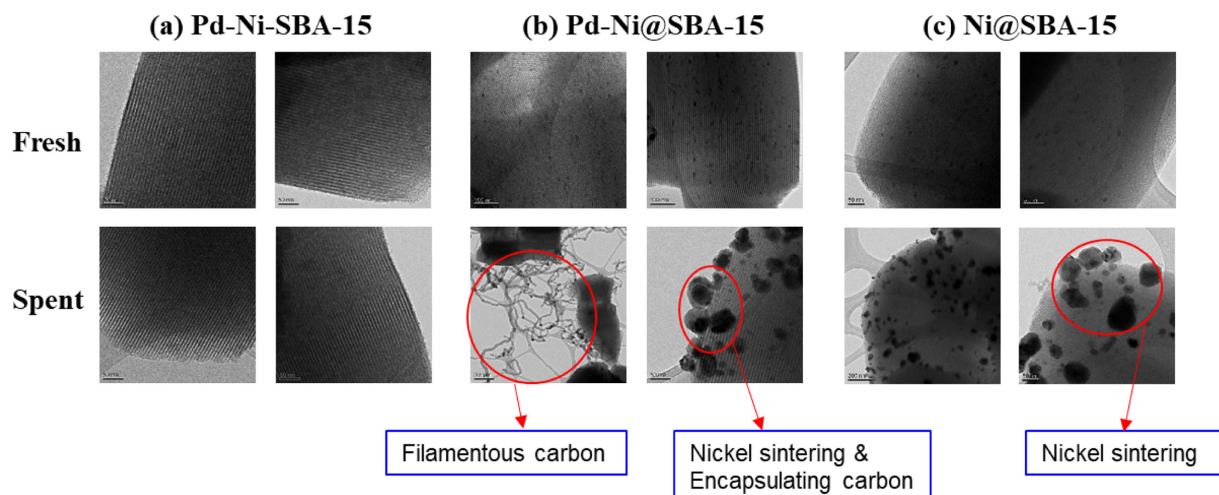 (a) Pd-Ni-SBA-15
(b) Pd-Ni@SBA-15
(c) Ni@SBA-15
Fresh
Spent
Filamentous carbon
Nickel sintering &
Encapsulating carbon
Nickel sintering